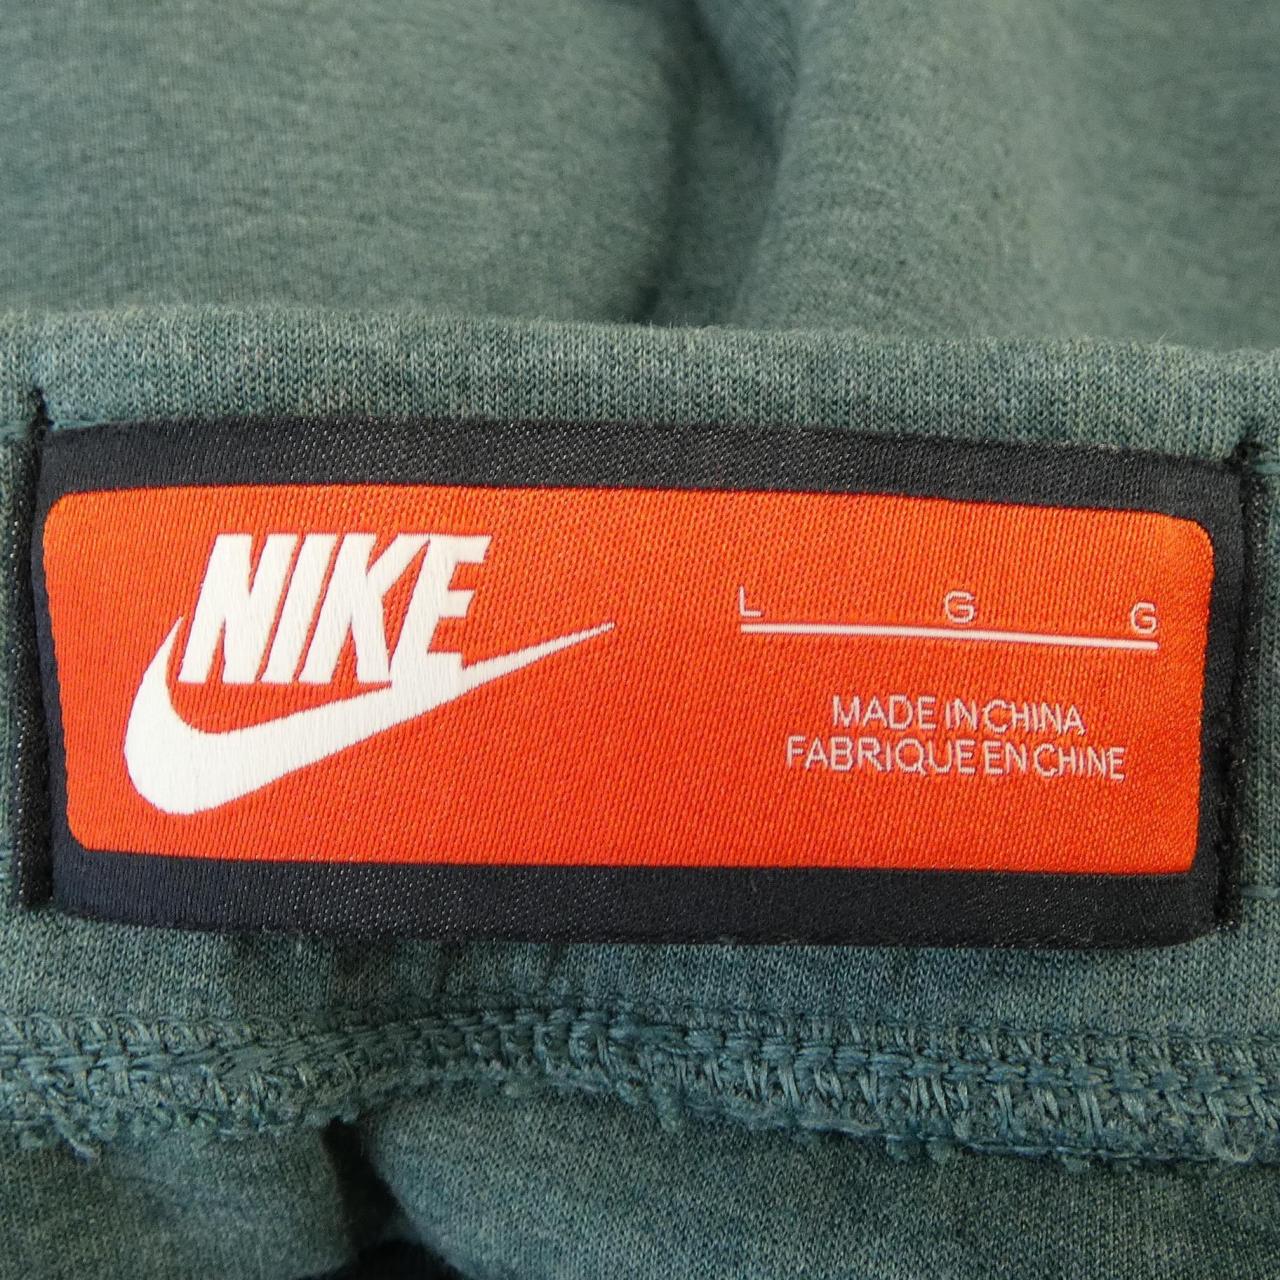 NIKE
L G G
MADE IN CHINA
FABRIQUE EN CHINE